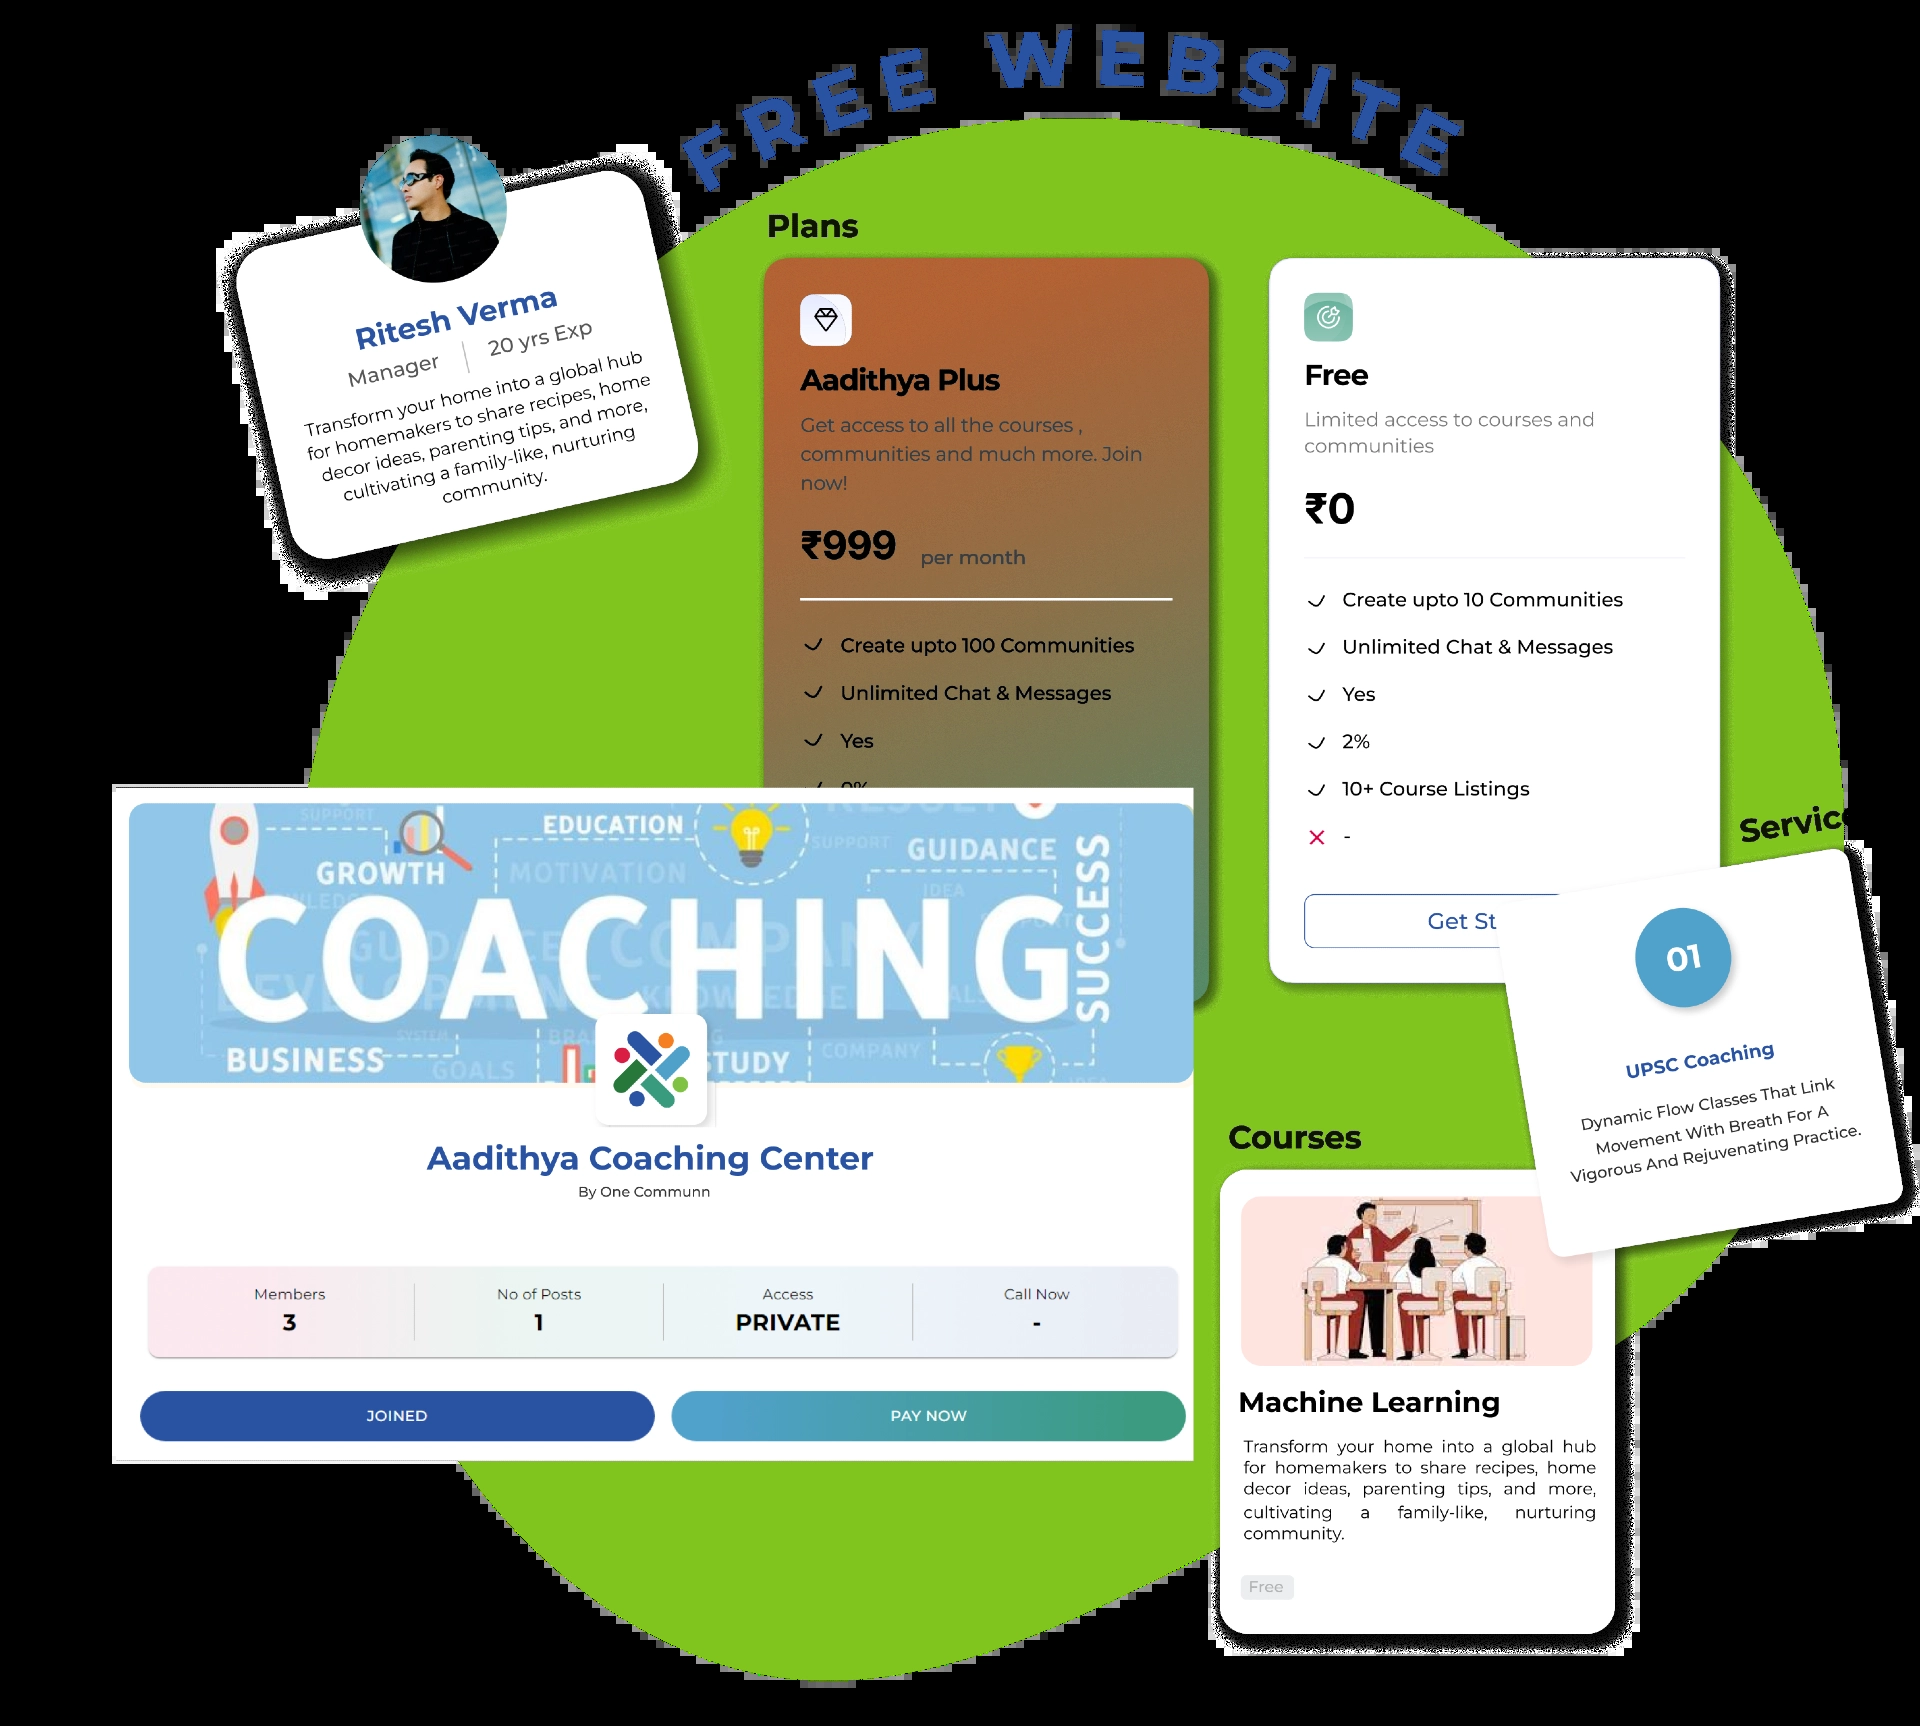 FREE WEBSITE
Ritesh Verma
Manager
20 yrs Exp
Transform your home into a global hub
for homemakers to share recipes, home
decor ideas, parenting tips, and more,
cultivating a family-like, nurturing
community.
Plans
Aadithya Plus
Get access to all the courses ,
communities and much more. Join
now!
₹999 per month
Create upto 100 Communities
Unlimited Chat & Messages
Yes
Free
Limited access to courses and
communities
₹0
Create upto 10 Communities
Unlimited Chat & Messages
Yes
2%
10+ Course Listings
-
Get St
Servic
01
UPSC Coaching
Dynamic Flow Classes That Link
Movement With Breath For A
Vigorous And Rejuvenating Practice.
SUPPORT
EDUCATION
SUPPORT
GUIDANCE
GROWTH
MOTIVATION
IDEA
SUCCESS
COACHING
GUIDANCE
COMPANY
DEVELOPMENT
KNOWLEDGE
SYSTEM
BUSINESS
GOALS
STUDY
COMPANY
Aadithya Coaching Center
By One Communn
Members
3
No of Posts
1
Access
PRIVATE
Call Now
-
JOINED
PAY NOW
Courses
Machine Learning
Transform your home into a global hub
for homemakers to share recipes, home
decor ideas, parenting tips, and more,
cultivating a family-like, nurturing
community.
Free